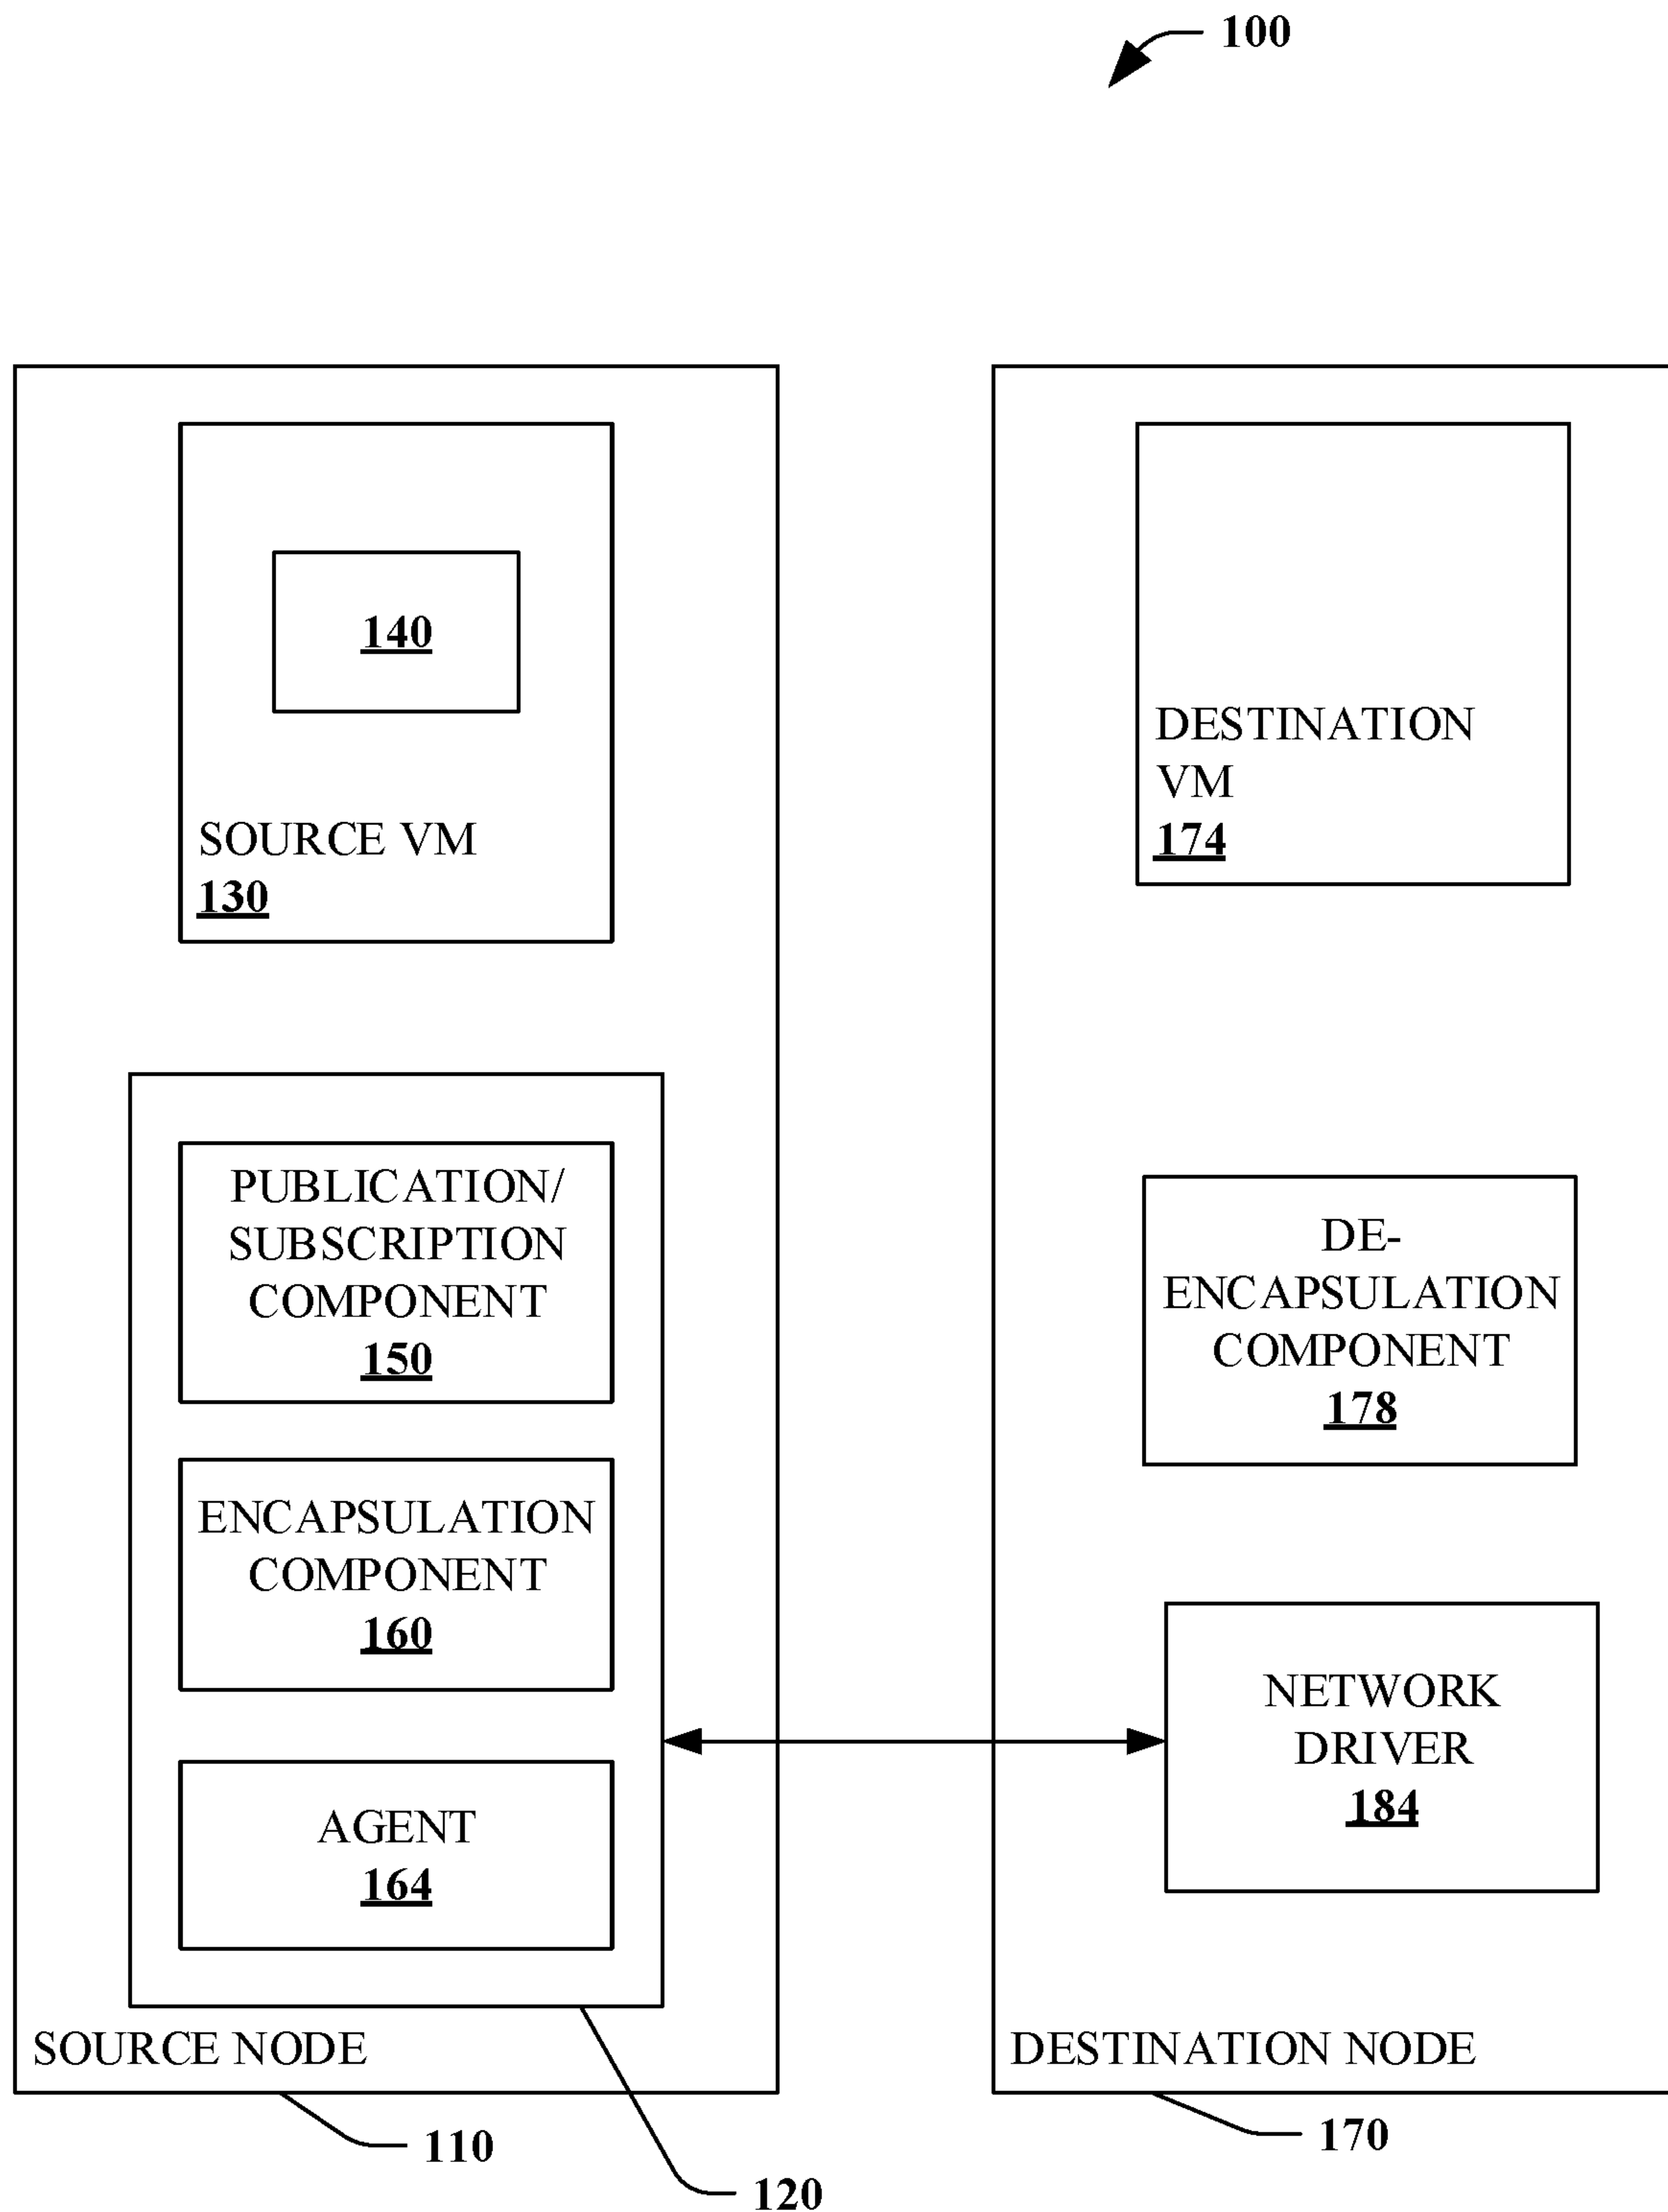 100
140
SOURCE VM
130
DESTINATION
VM
174
PUBLICATION/
SUBSCRIPTION
COMPONENT
150
ENCAPSULATION
COMPONENT
160
AGENT
164
SOURCE NODE
110
120
DE-
ENCAPSULATION
COMPONENT
178
NETWORK
DRIVER
184
DESTINATION NODE
170